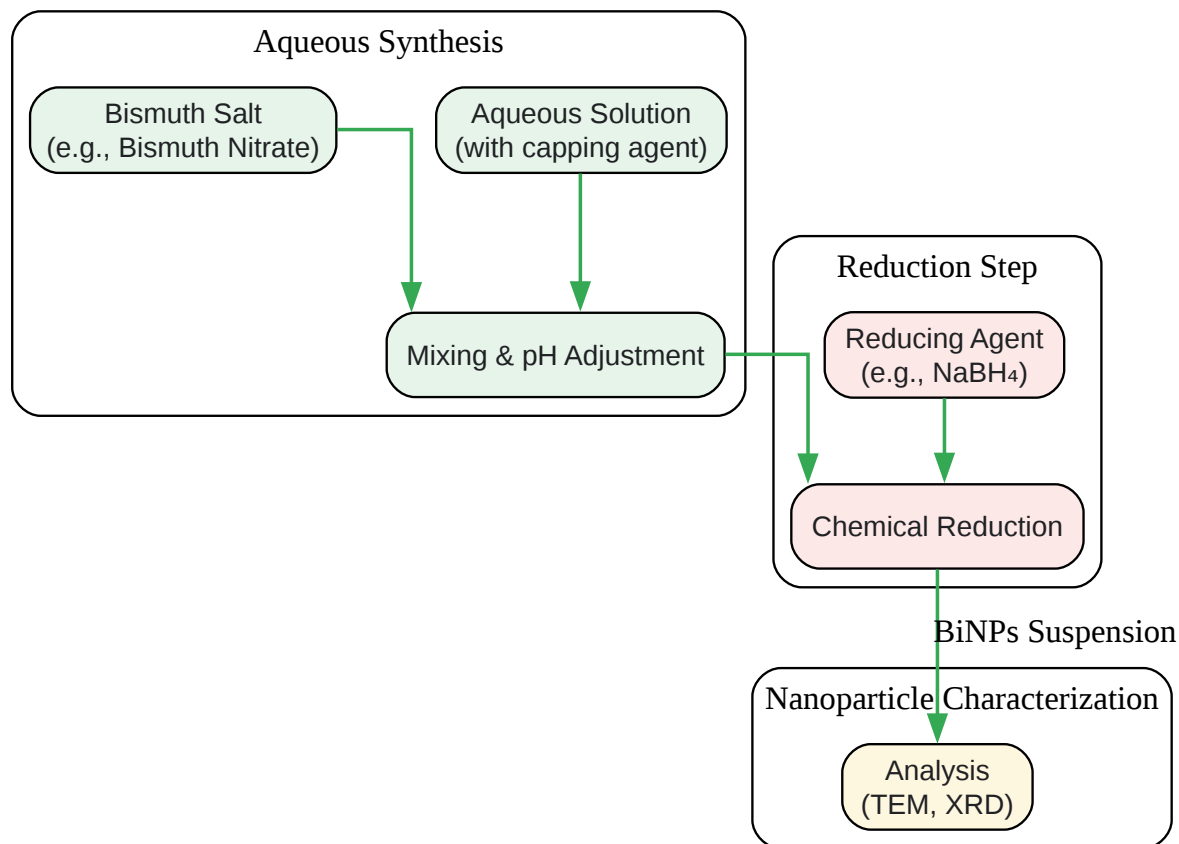 Aqueous Synthesis
Bismuth Salt
(e.g., Bismuth Nitrate)
Aqueous Solution
(with capping agent)
Mixing & pH Adjustment
Reduction Step
Reducing Agent
(e.g., NaBH₄)
Chemical Reduction
BiNPs Suspension
Nanoparticle Characterization
Analysis
(TEM, XRD)